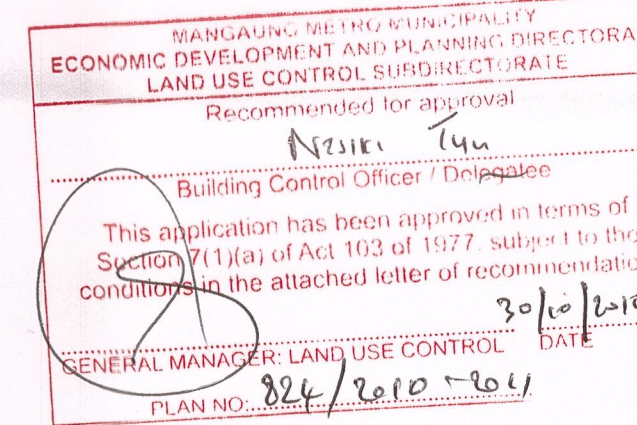 MANGAUNG METRO MUNICIPALITY
ECONOMIC DEVELOPMENT AND PLANNING DIRECTORA
LAND USE CONTROL SUBDIRECTORATE
Recommended for approval
Building Control Officer / Delegatee
This application has been approved in terms of
Section 7(1)(a) of Act 103 of 1977, subject to the
conditions in the attached letter of recommendatio
30/10/201
GENERAL MANAGER: LAND USE CONTROL DATE
PLAN NO: 824/2010-2011